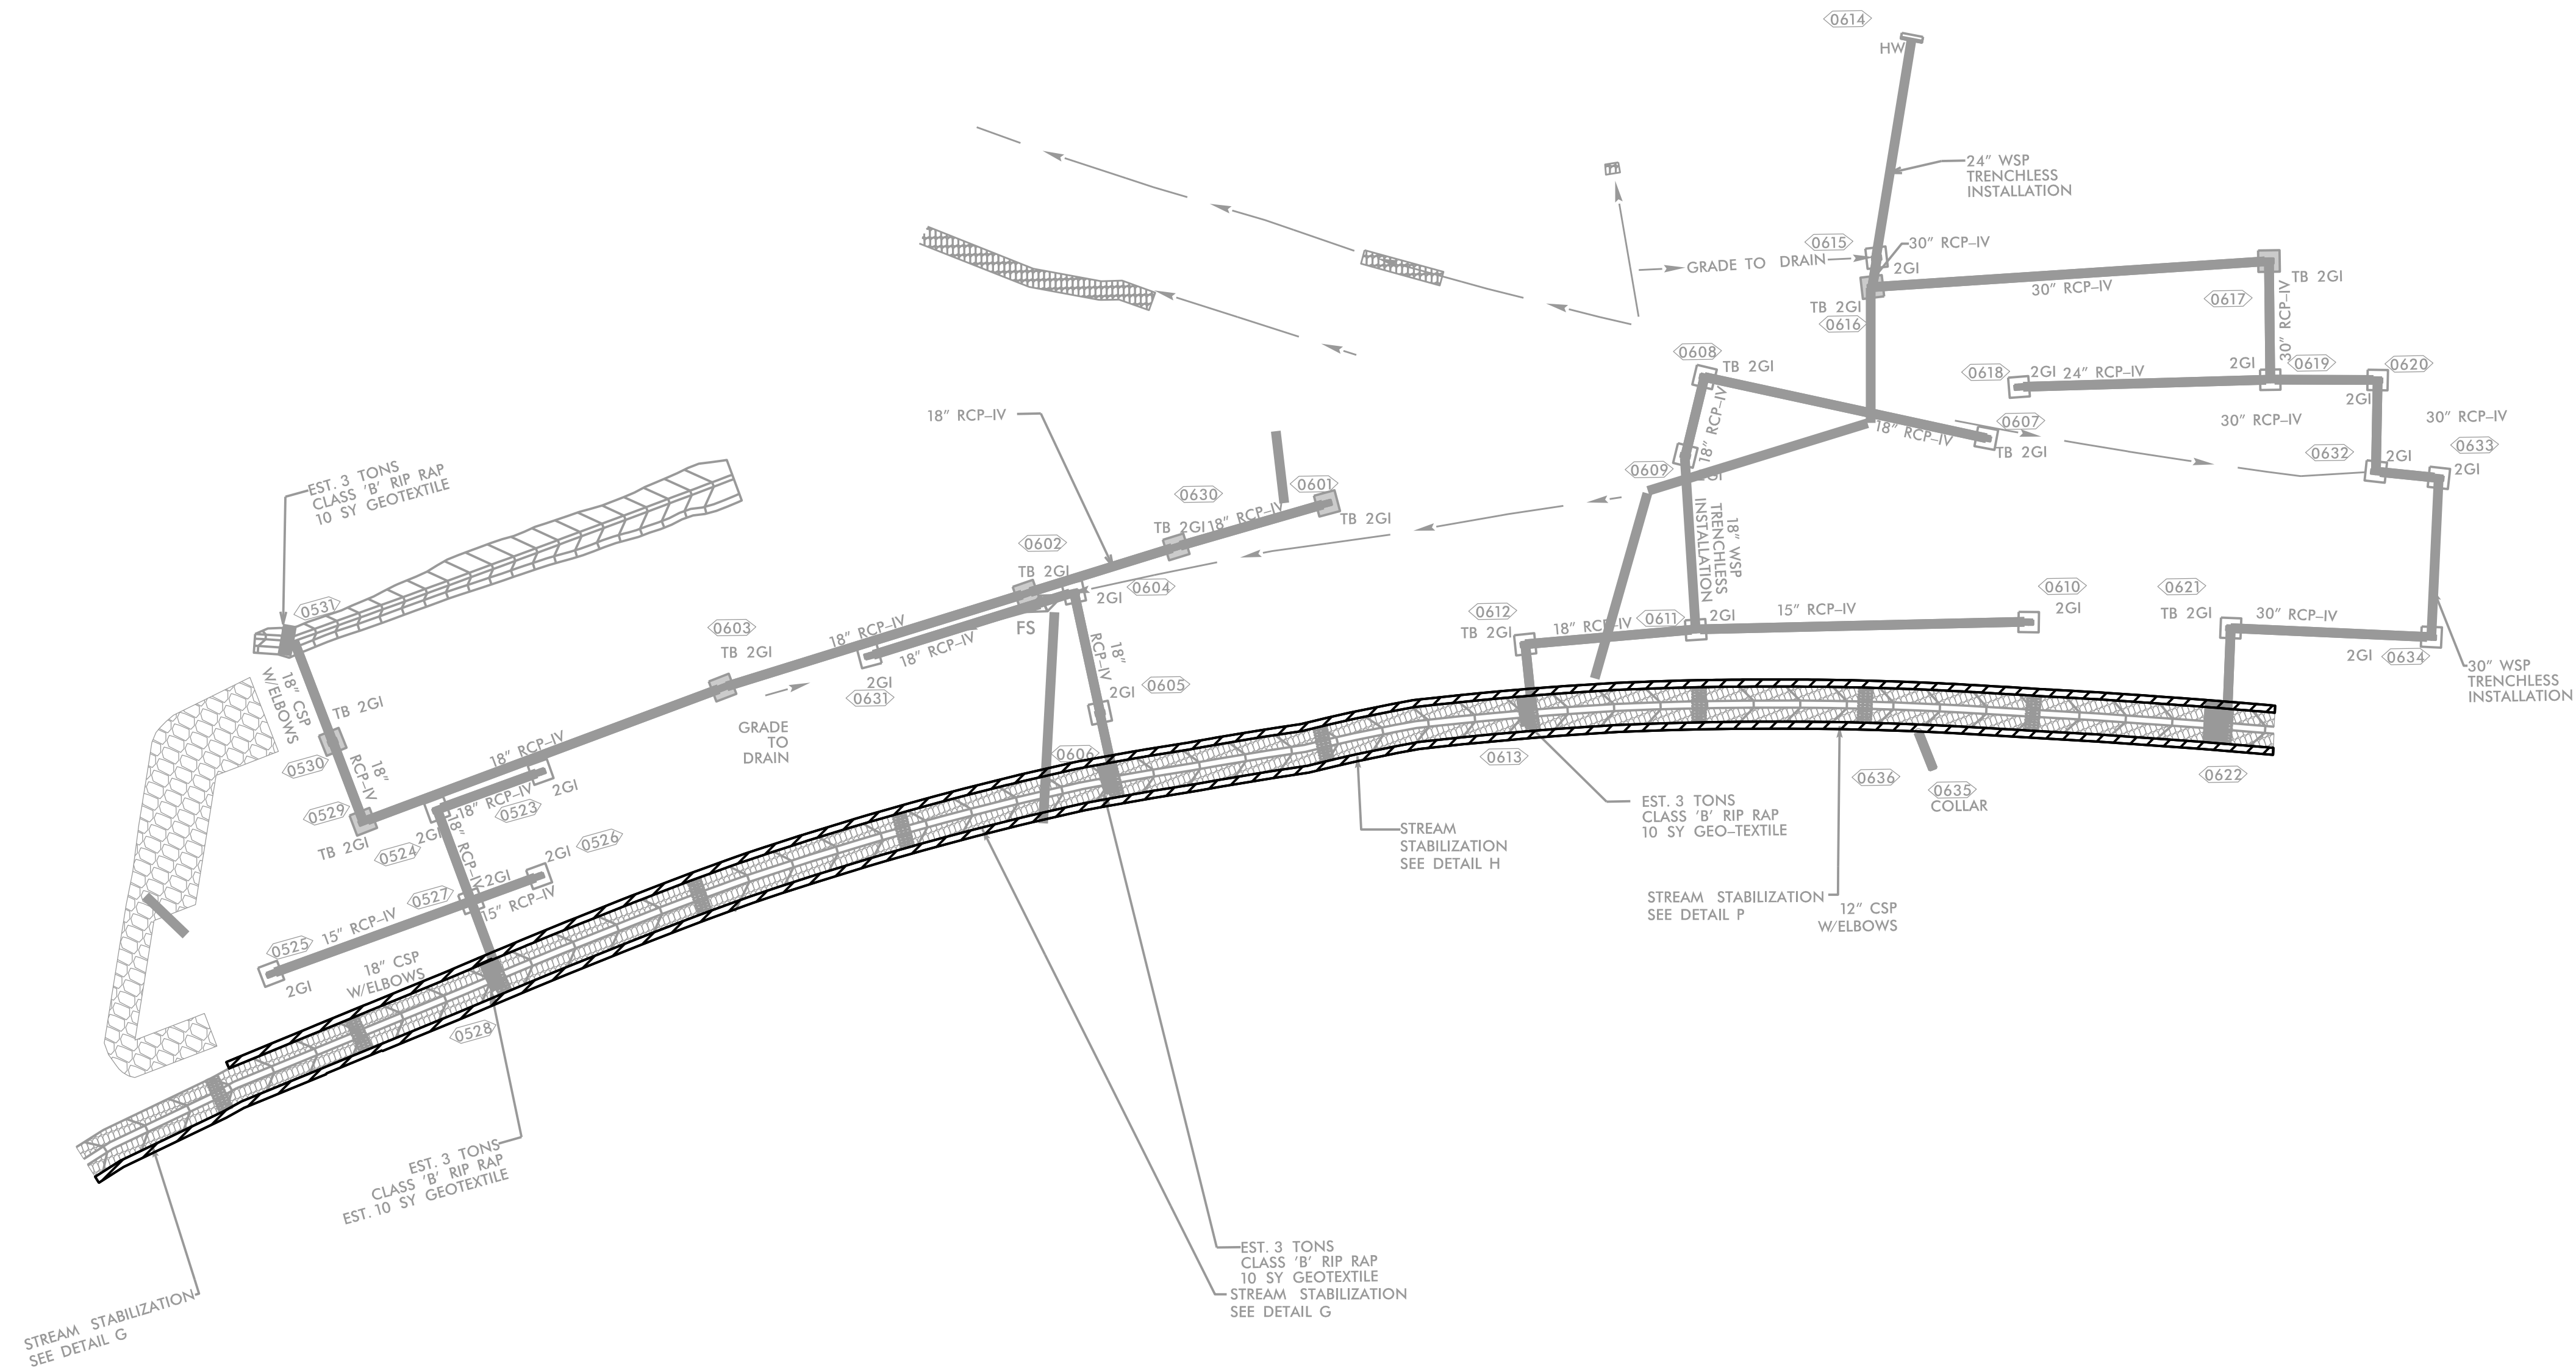 0614
HW
24" WSP
TRENCHLESS
INSTALLATION
0615
30" RCP-IV
GRADE TO DRAIN
2GI
TB 2GI
0616
30" RCP-IV
0617
TB 2GI
30" RCP-IV
0608
TB 2GI
0618
2GI
24" RCP-IV
2GI
0619
0620
2GI
18" RCP-IV
18" RCP-IV
0607
TB 2GI
30" RCP-IV
30" RCP-IV
0632
2GI
0633
2GI
0609
2GI
18" WSP
TRENCHLESS
INSTALLATION
18" RCP-IV
EST. 3 TONS
CLASS 'B' RIP RAP
10 SY GEOTEXTILE
0630
0601
TB 2GI
18" RCP-IV
TB 2GI
0602
TB 2GI
0604
2GI
FS
0531
0603
TB 2GI
18" RCP-IV
18" RCP-IV
2GI
0631
18"
RCP-IV
2GI
0605
0612
TB 2GI
18" RCP-IV
0611
2GI
15" RCP-IV
0610
2GI
0621
TB 2GI
30" RCP-IV
2GI
0634
30" WSP
TRENCHLESS
INSTALLATION
18" CSP
W/ELBOWS
TB 2GI
0530
18"
RCP-IV
GRADE
TO
DRAIN
18" RCP-IV
0606
0613
0529
TB 2GI
0524
2GI
18" RCP-IV
0523
2GI
18" RCP-IV
0526
2GI
0527
2GI
15" RCP-IV
15" RCP-IV
0525
2GI
18" CSP
W/ELBOWS
0528
EST. 3 TONS
CLASS 'B' RIP RAP
10 SY GEO-TEXTILE
STREAM
STABILIZATION
SEE DETAIL H
0636
0635
COLLAR
0622
STREAM STABILIZATION
SEE DETAIL P
12" CSP
W/ELBOWS
EST. 3 TONS
CLASS 'B' RIP RAP
EST. 10 SY GEOTEXTILE
EST. 3 TONS
CLASS 'B' RIP RAP
10 SY GEOTEXTILE
STREAM STABILIZATION
SEE DETAIL G
STREAM STABILIZATION
SEE DETAIL G